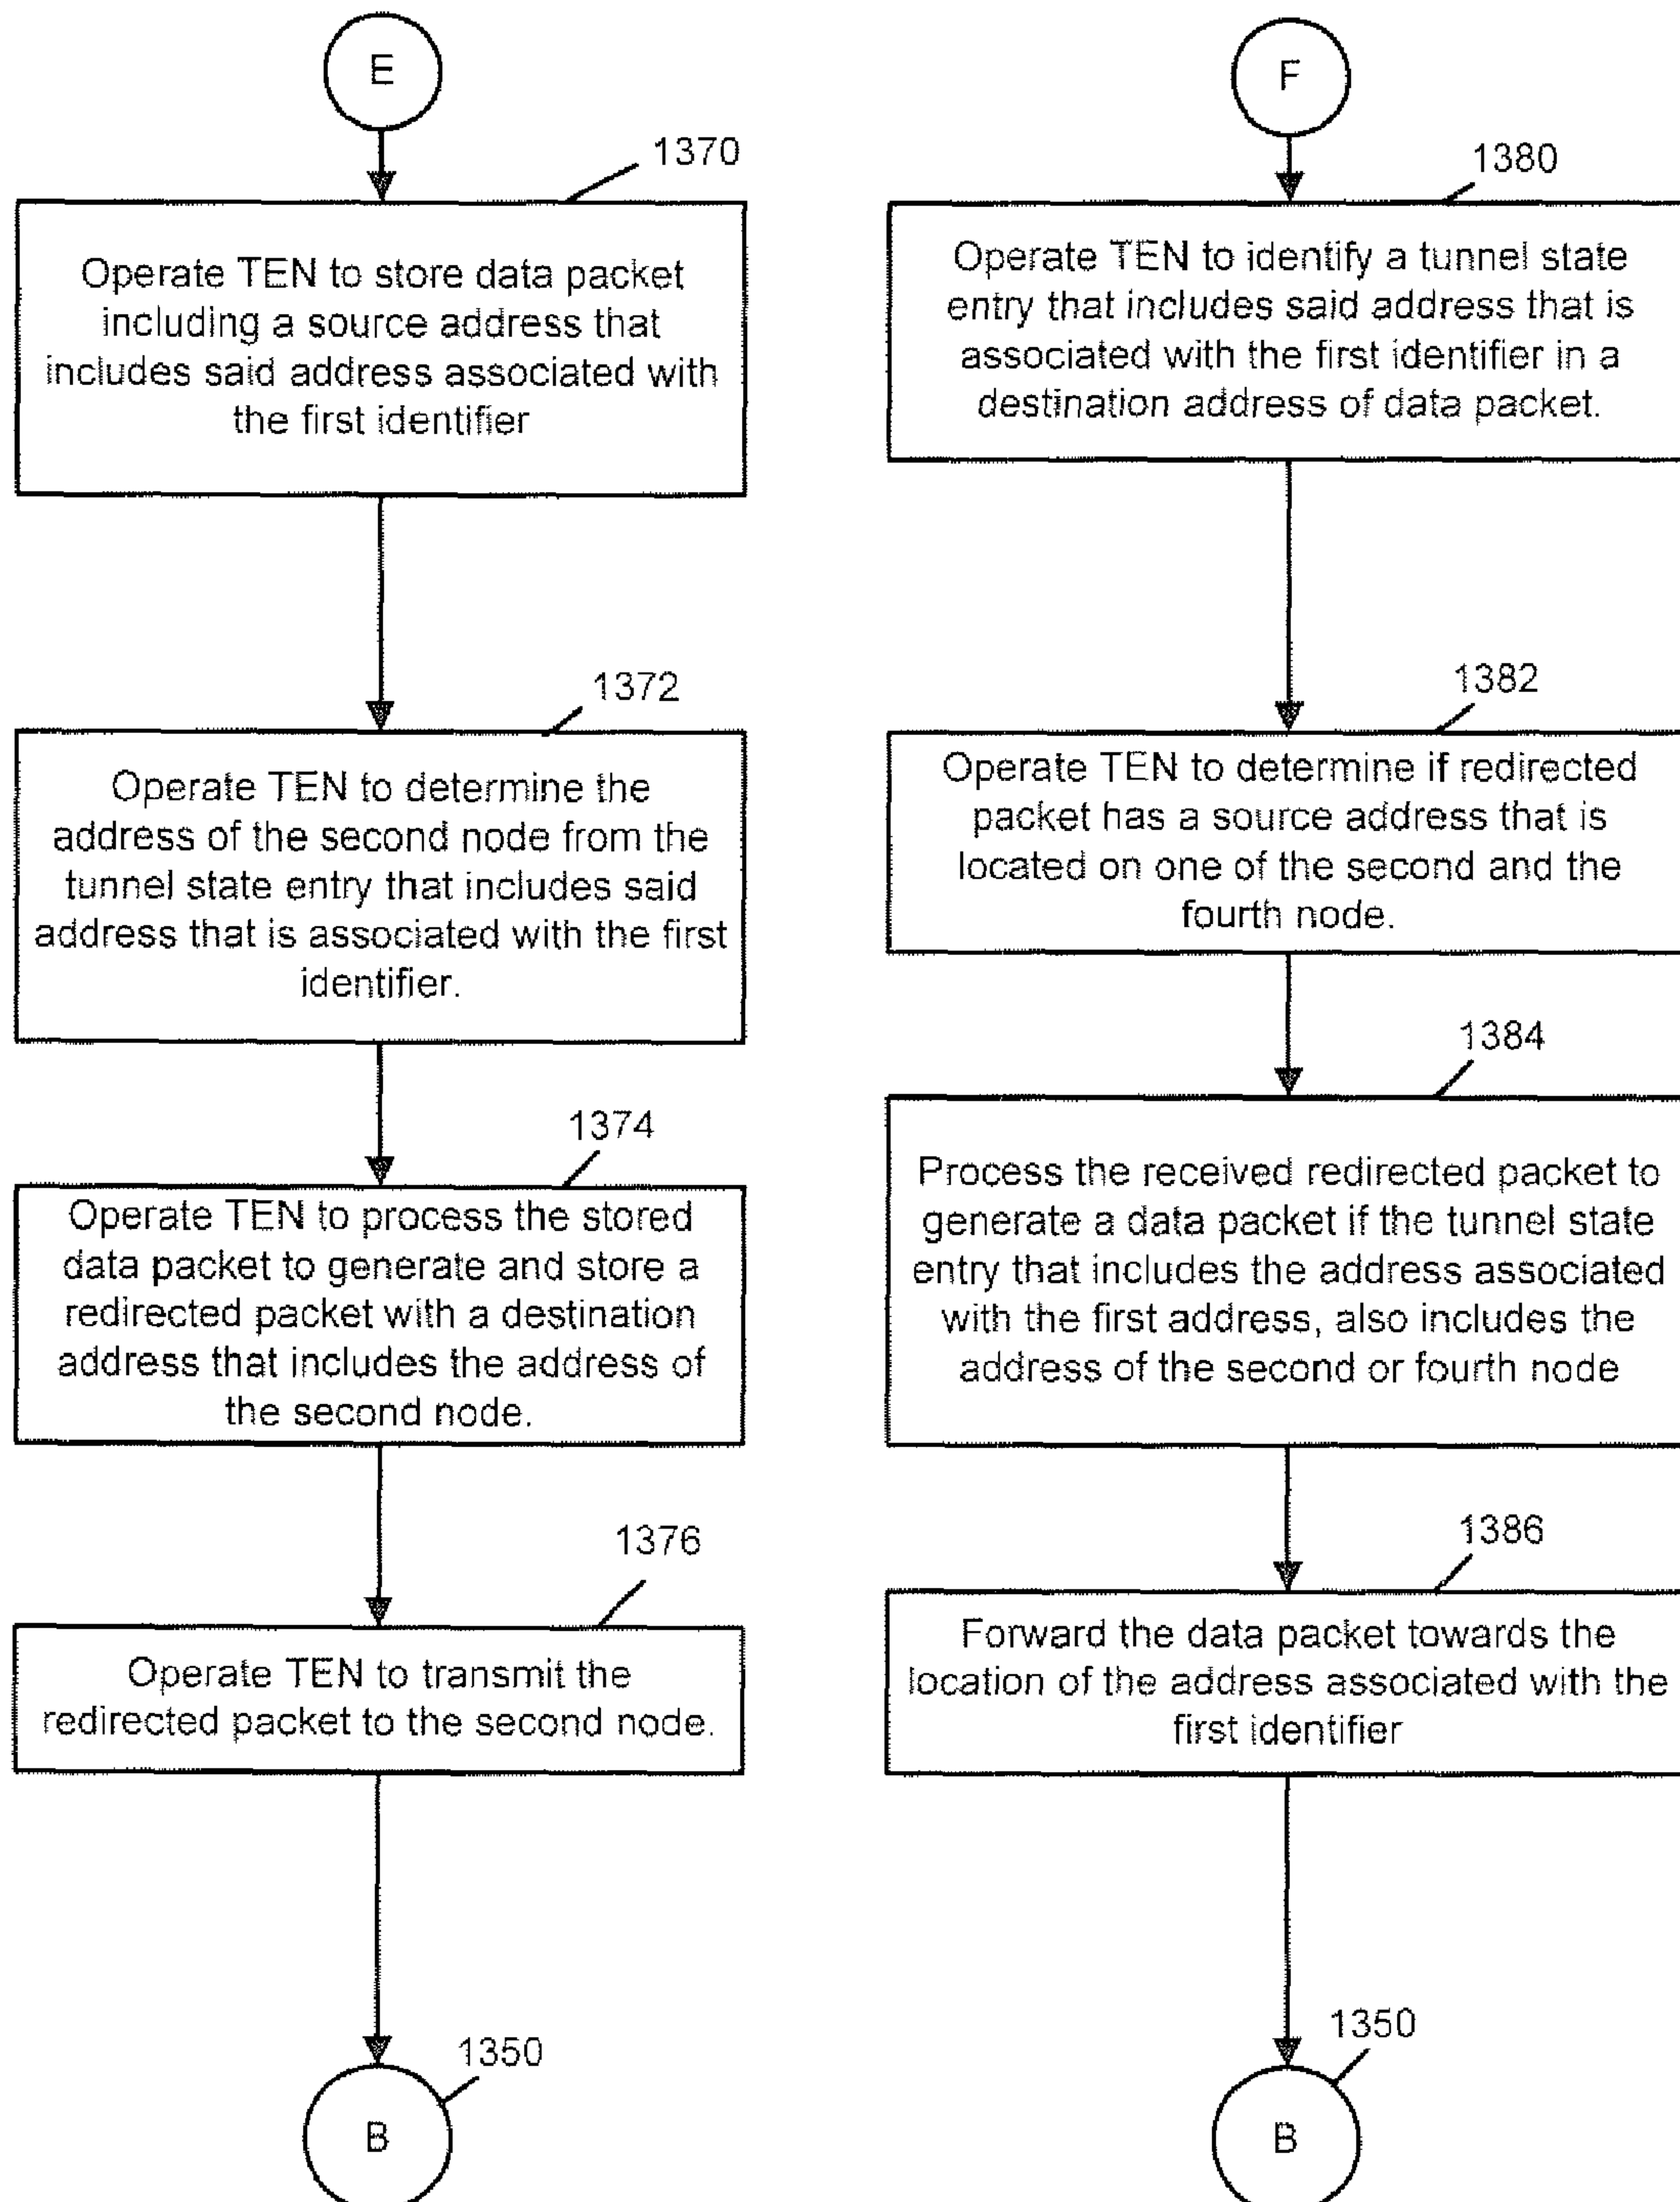 E
1370
Operate TEN to store data packet
including a source address that
includes said address associated with
the first identifier
1372
Operate TEN to determine the
address of the second node from the
tunnel state entry that includes said
address that is associated with the first
identifier.
1374
Operate TEN to process the stored
data packet to generate and store a
redirected packet with a destination
address that includes the address of
the second node.
1376
Operate TEN to transmit the
redirected packet to the second node.
1350
B
F
1380
Operate TEN to identify a tunnel state
entry that includes said address that is
associated with the first identifier in a
destination address of data packet.
1382
Operate TEN to determine if redirected
packet has a source address that is
located on one of the second and the
fourth node.
1384
Process the received redirected packet to
generate a data packet if the tunnel state
entry that includes the address associated
with the first address, also includes the
address of the second or fourth node
1386
Forward the data packet towards the
location of the address associated with the
first identifier
1350
B